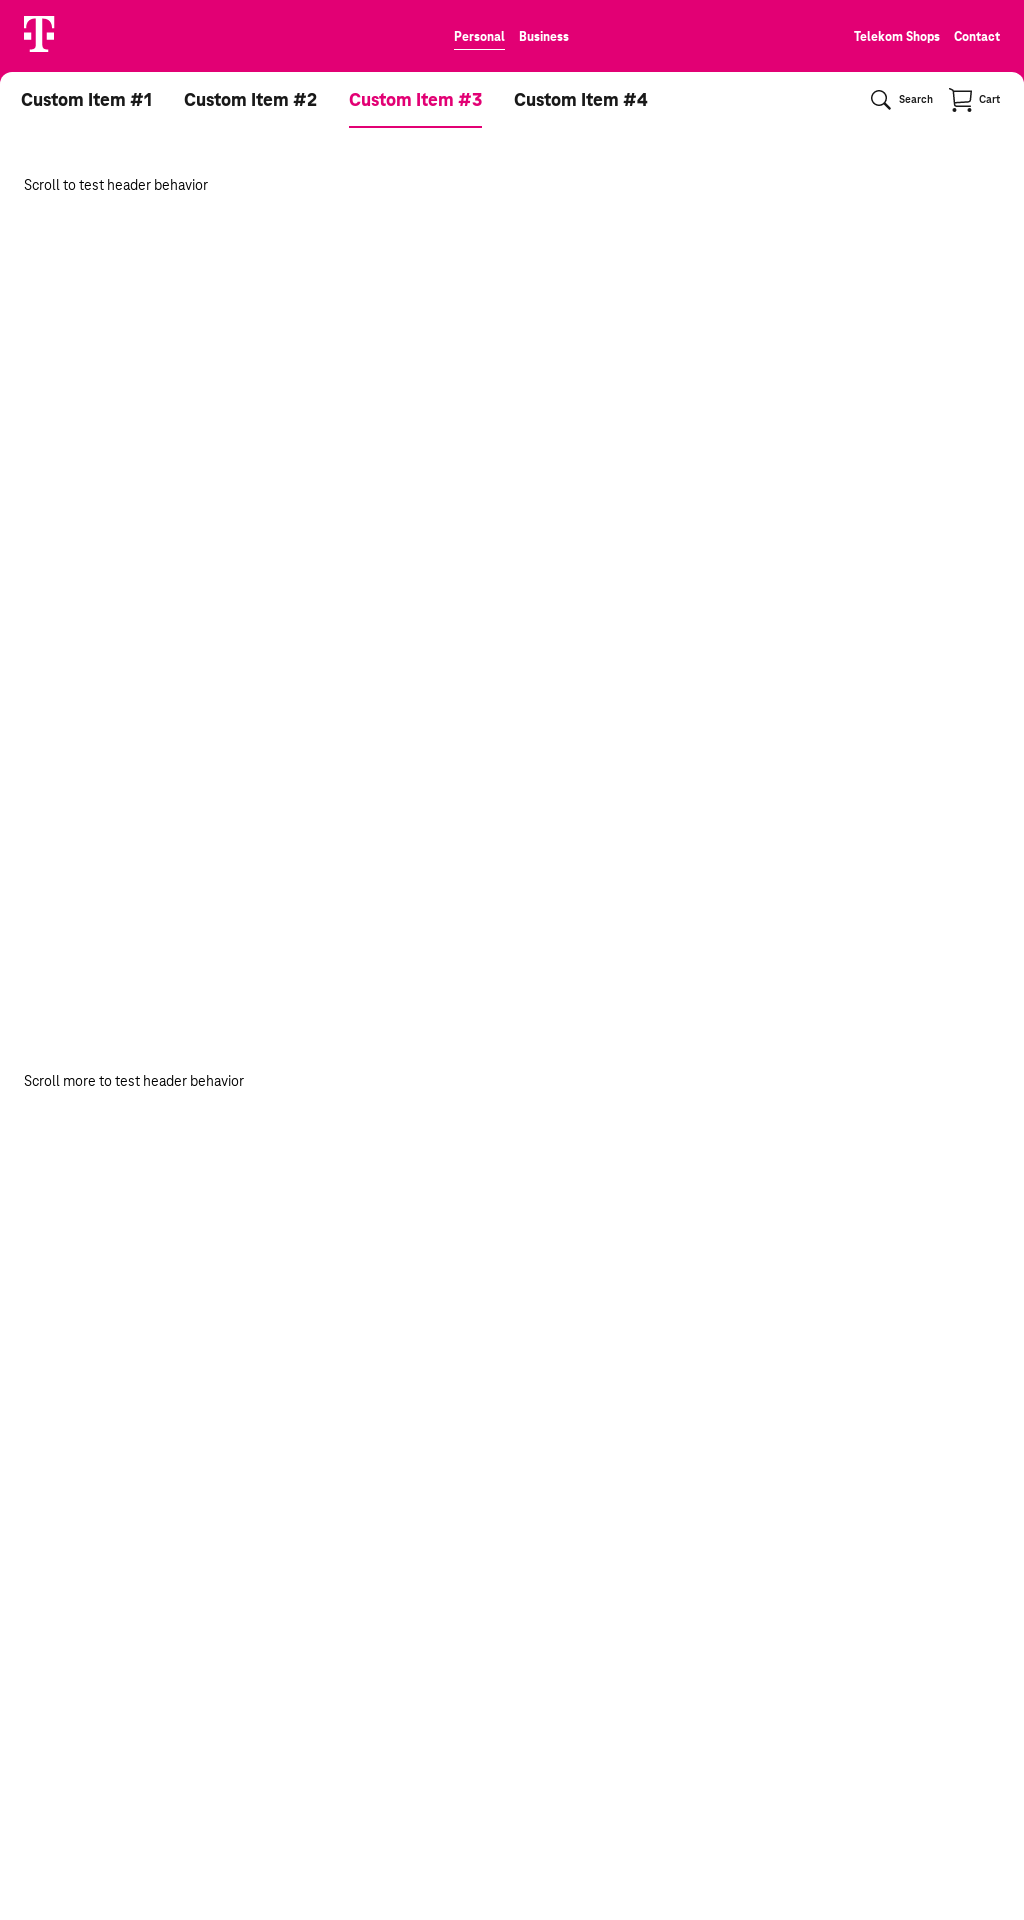 T
Personal Business
Telekom Shops Contact
Custom Item #1 Custom Item #2 Custom Item #3 Custom Item #4
Search Cart
Scroll to test header behavior
Scroll more to test header behavior